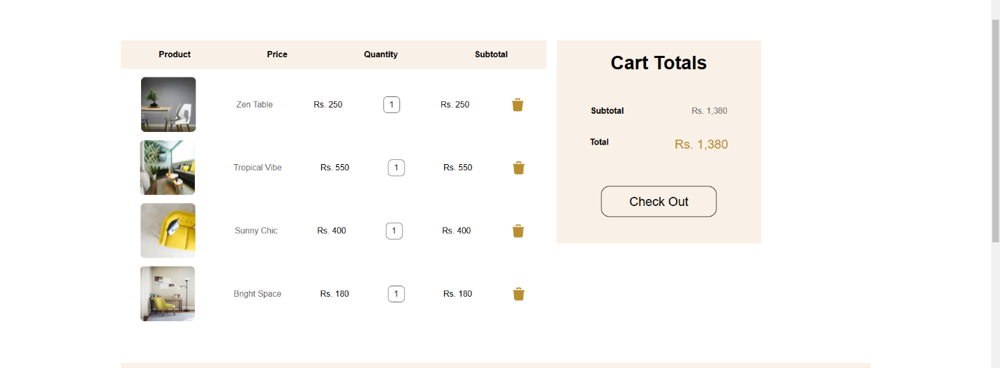 Product Price Quantity Subtotal
Zen Table Rs. 250 1 Rs. 250
Tropical Vibe Rs. 550 1 Rs. 550
Sunny Chic Rs. 400 1 Rs. 400
Bright Space Rs. 180 1 Rs. 180
Cart Totals
Subtotal Rs. 1,380
Total Rs. 1,380
Check Out